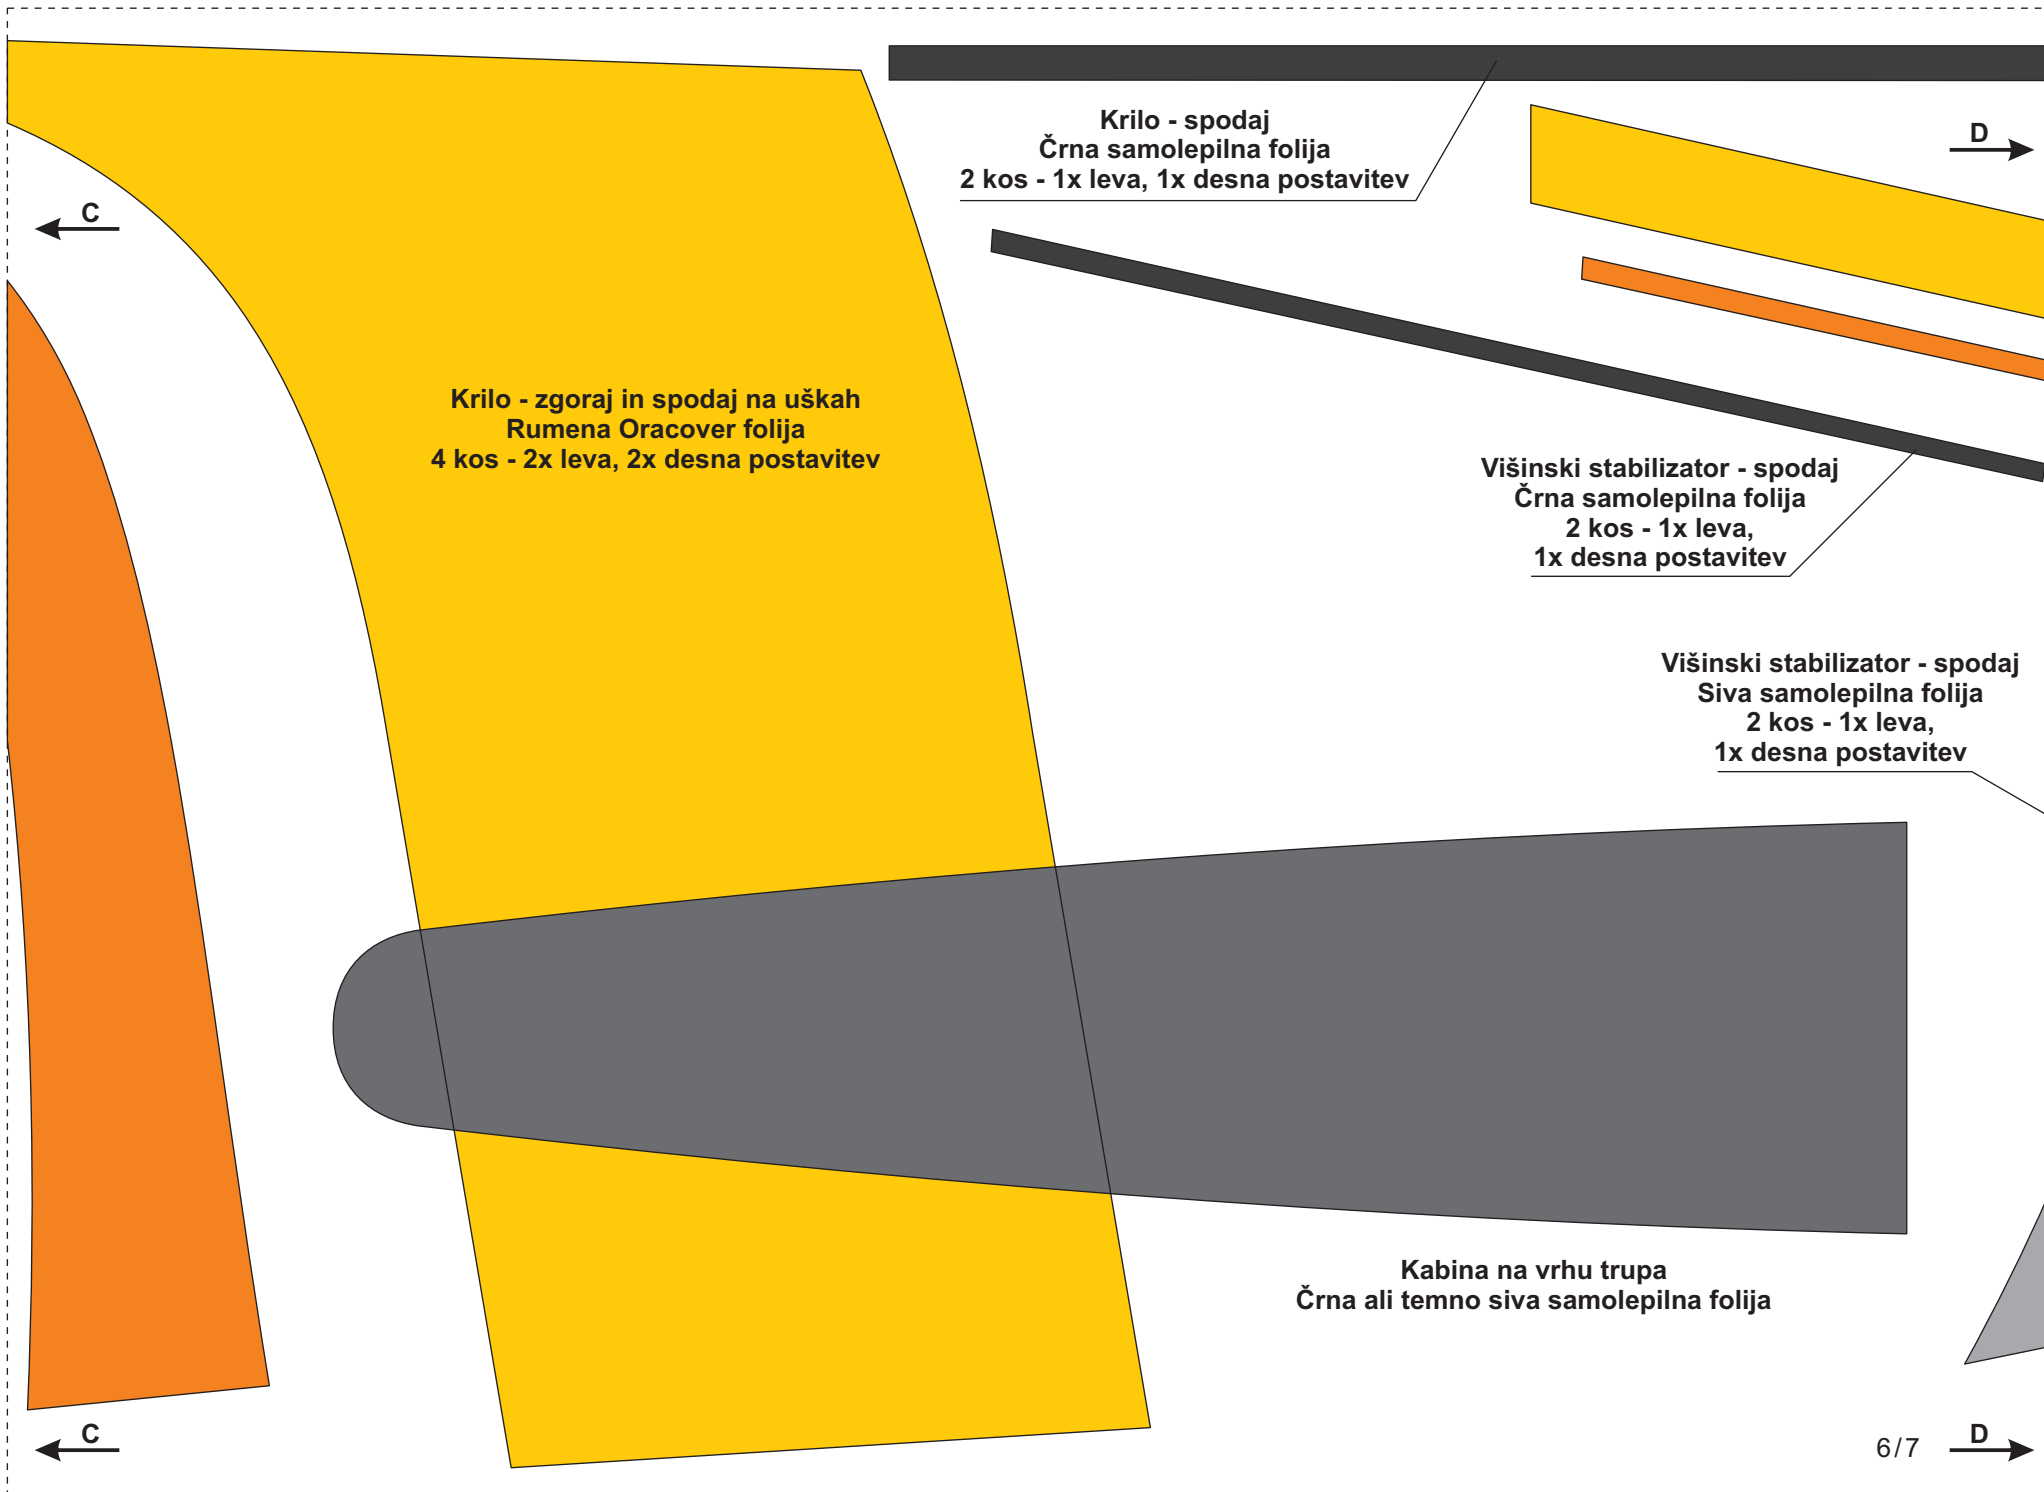 Krilo - spodaj
Črna samolepilna folija
2 kos - 1x leva, 1x desna postavitev
D
C
Krilo - zgoraj in spodaj na uškah
Rumena Oracover folija
4 kos - 2x leva, 2x desna postavitev
Višinski stabilizator - spodaj
Črna samolepilna folija
2 kos - 1x leva,
1x desna postavitev
Višinski stabilizator - spodaj
Siva samolepilna folija
2 kos - 1x leva,
1x desna postavitev
Kabina na vrhu trupa
Črna ali temno siva samolepilna folija
C
6/7
D